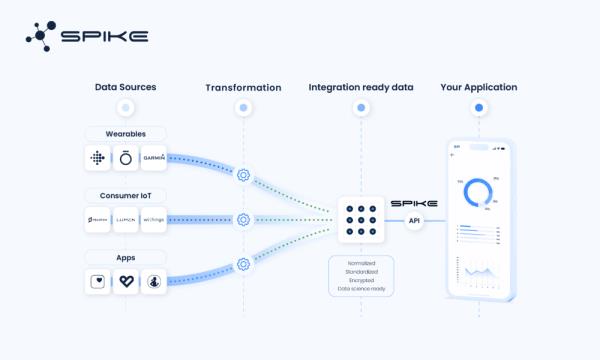 SPIKE
Data Sources
Transformation
Integration ready data
Your Application
Wearables
GARMIN
Consumer IoT
PELOTON
LUMEN
withings
Apps
SPIKE
API
Normalized
Standardized
Encrypted
Data science ready